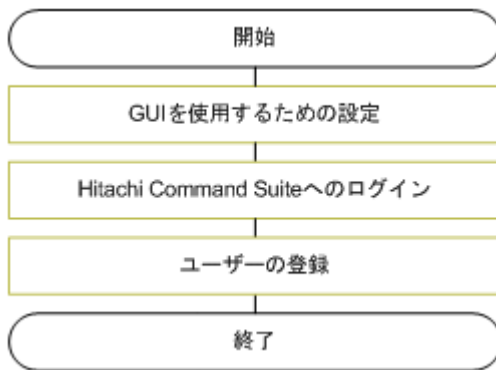 開始
GUIを使用するための設定
Hitachi Command Suiteへのログイン
ユーザーの登録
終了